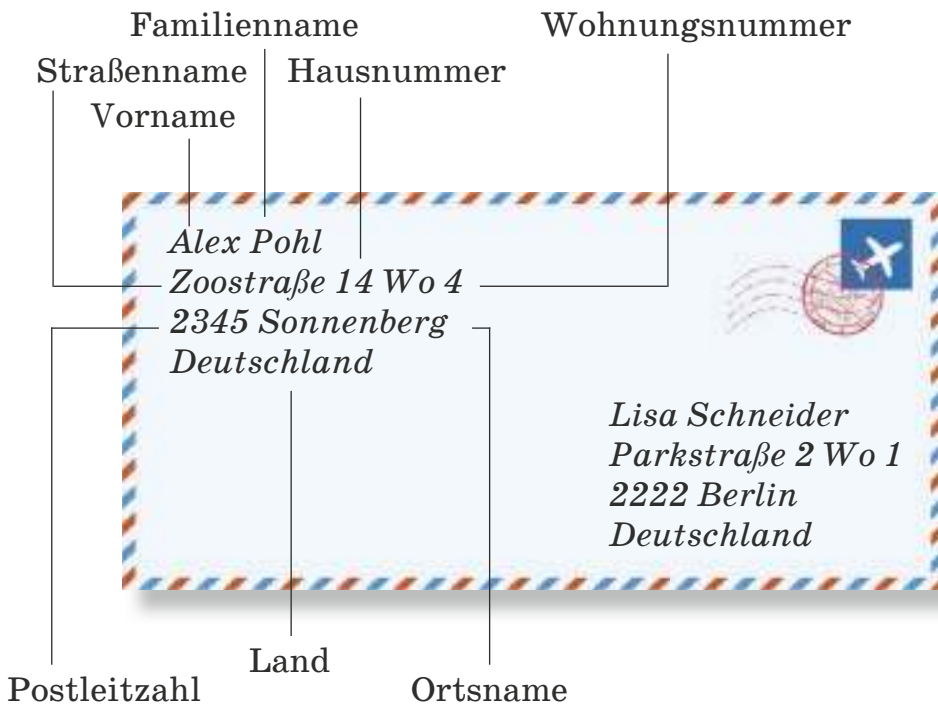 Familienname
Wohnungsnummer
Straßenname
Hausnummer
Vorname
Alex Pohl
Zoostraße 14 Wo 4
2345 Sonnenberg
Deutschland
Lisa Schneider
Parkstraße 2 Wo 1
2222 Berlin
Deutschland
Land
Postleitzahl
Ortsname